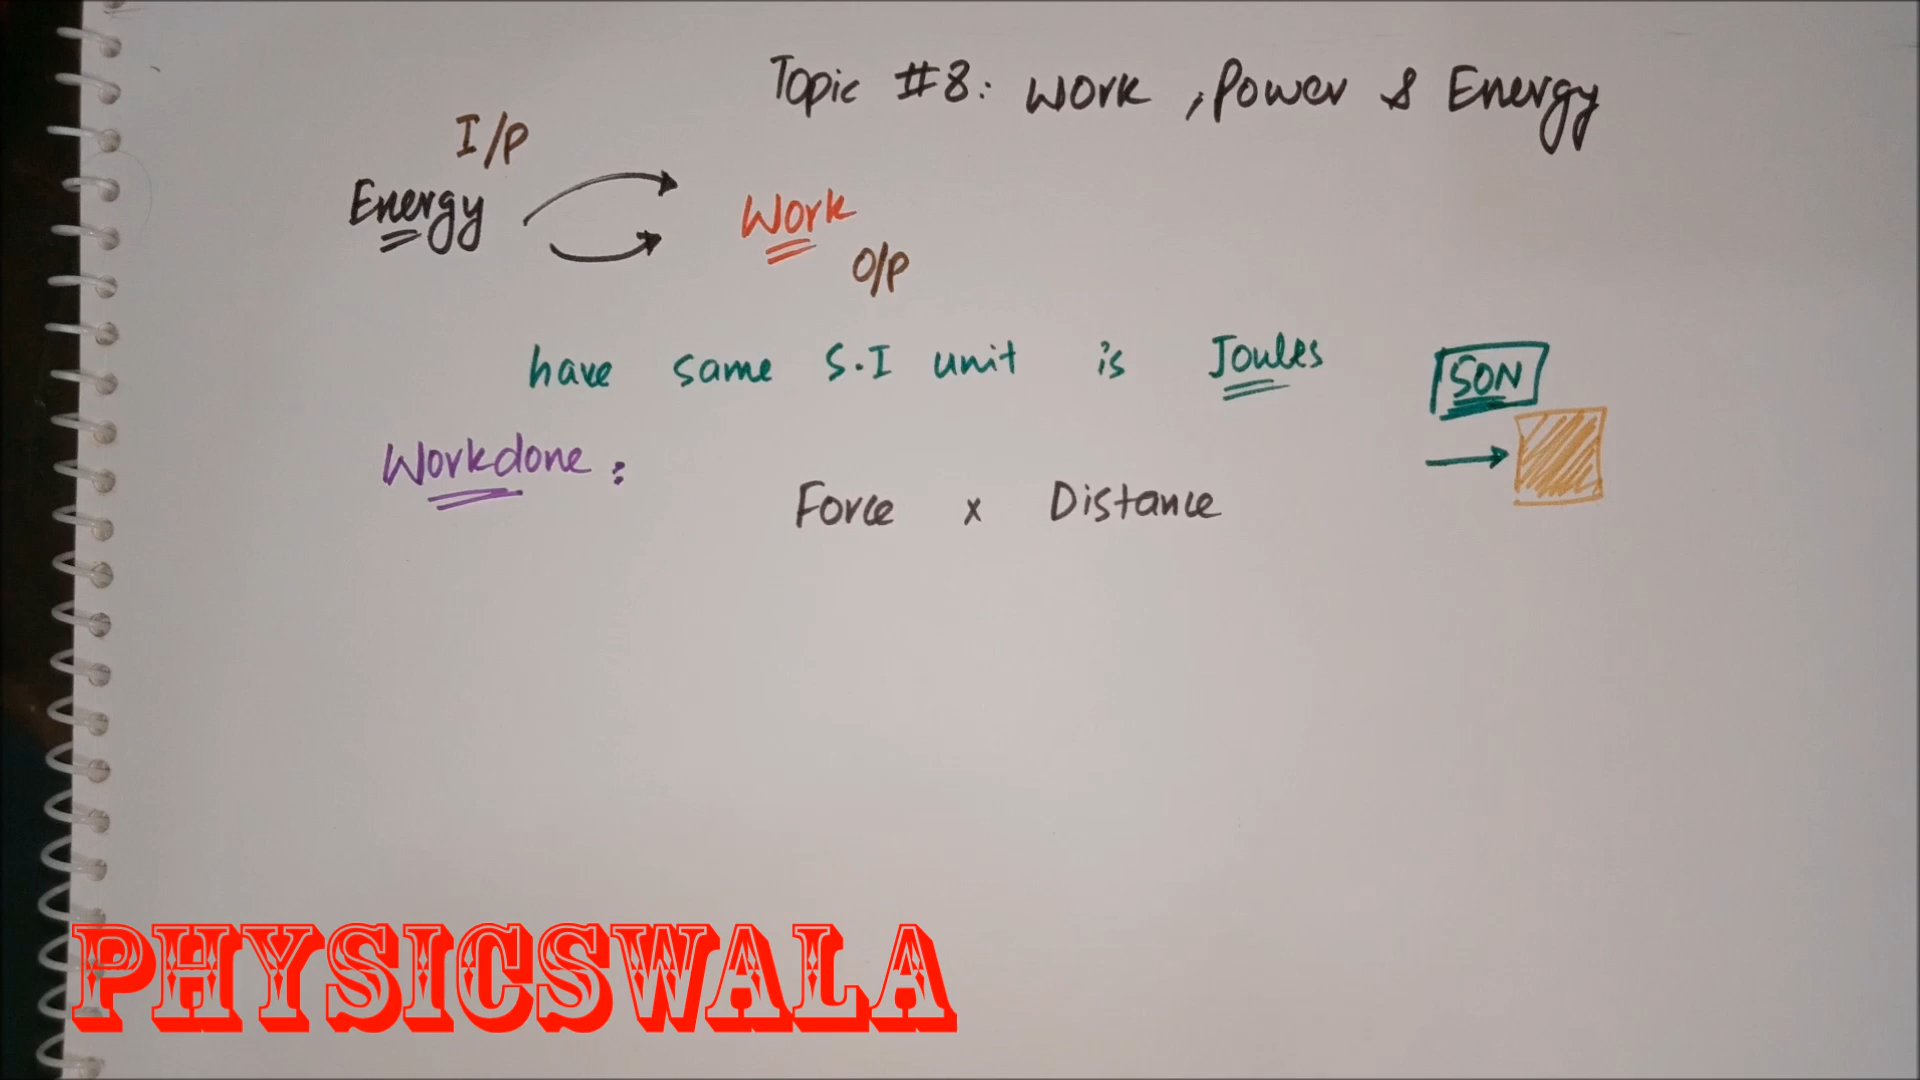 Topic #8: Work, Power & Energy
I/P
Energy
Work
O/P
have same S.I unit is Joules
SON
Workdone:
Force x Distance
PHYSICSWALA